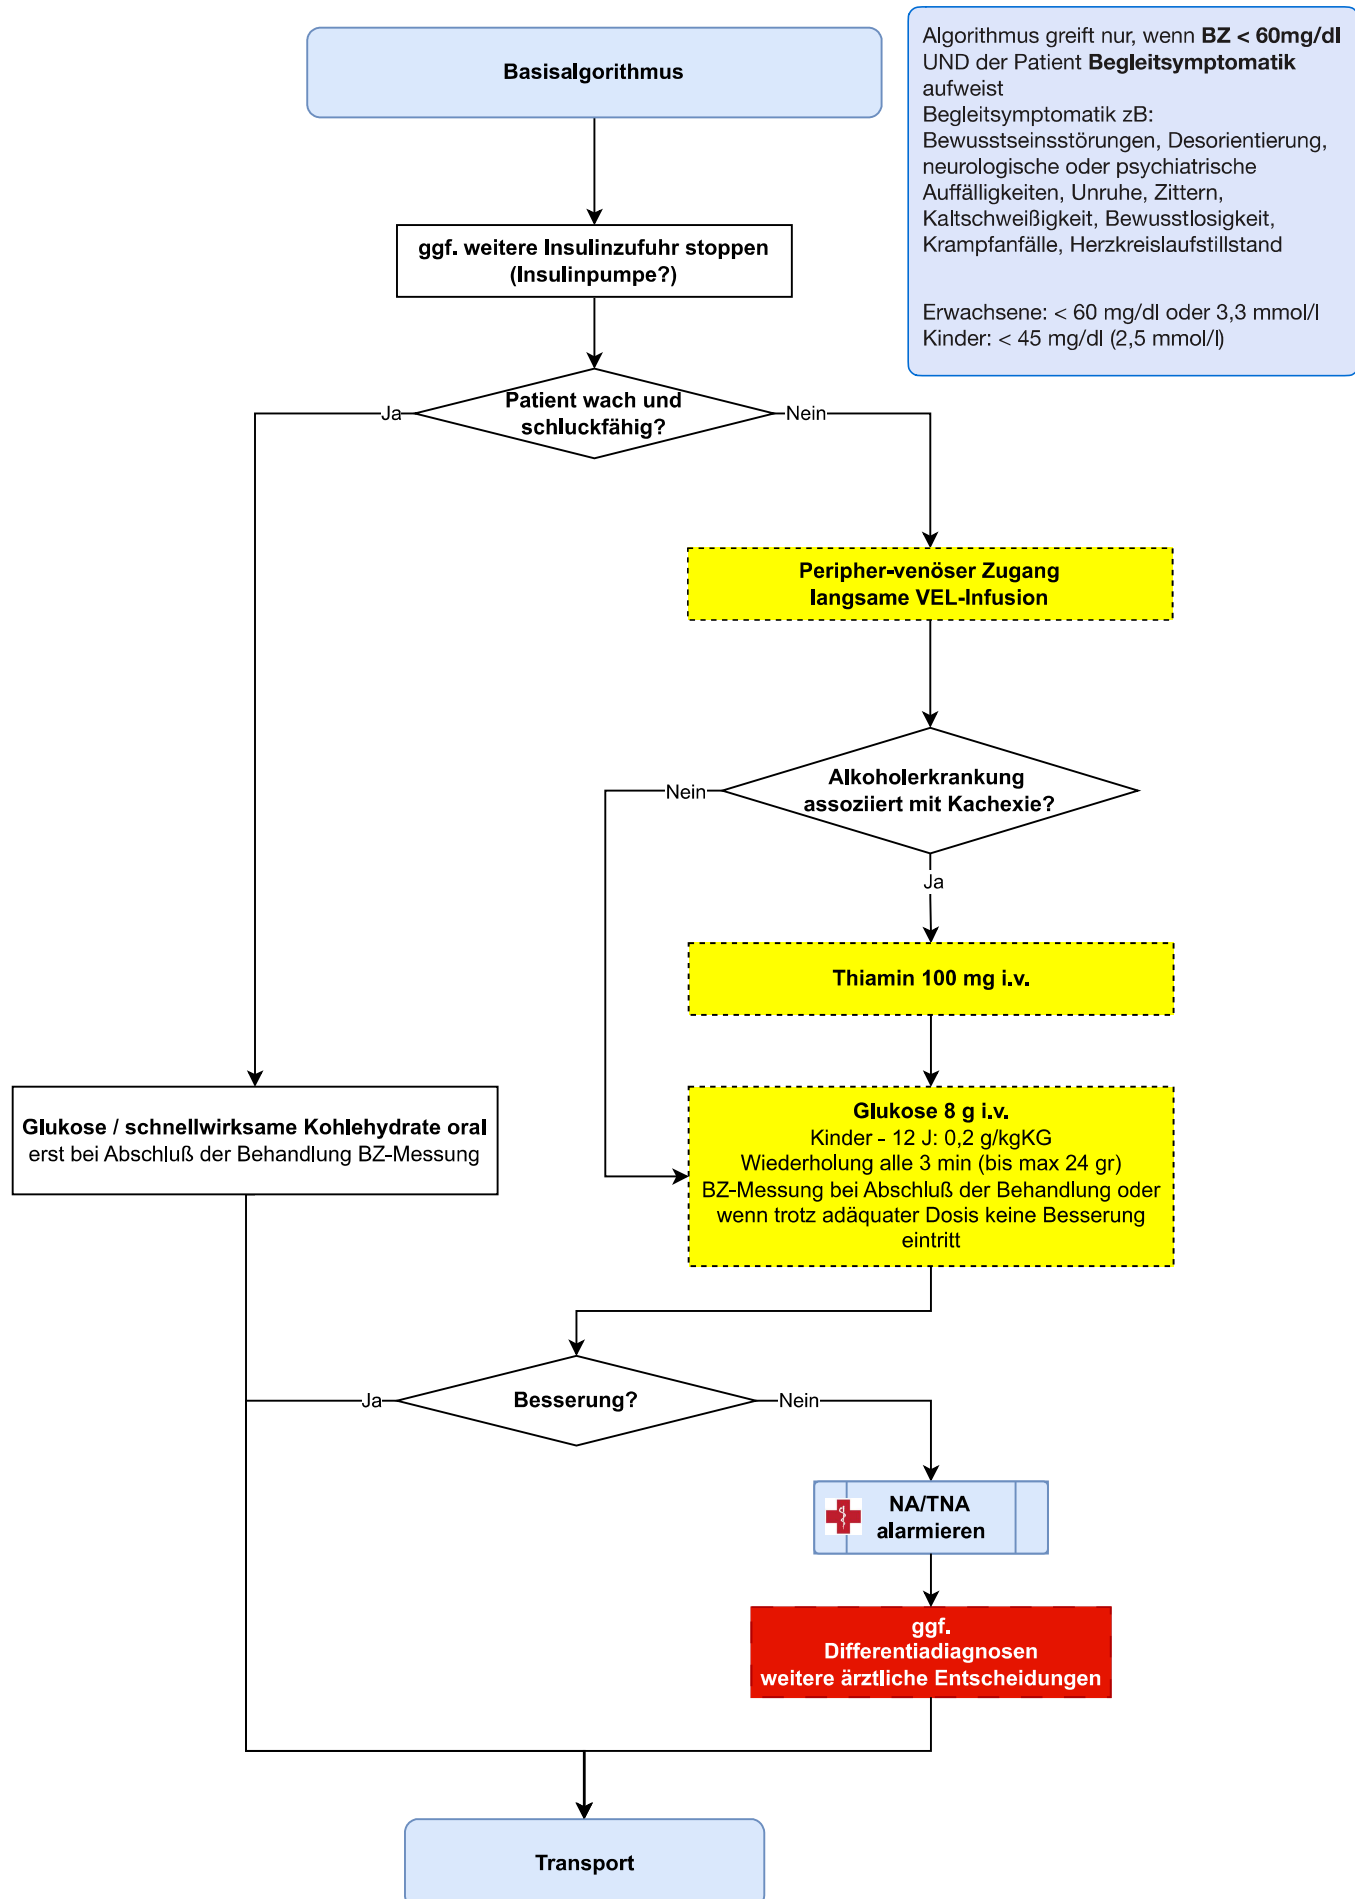 Basisalgorithmus
Algorithmus greift nur, wenn BZ < 60mg/dl
UND der Patient Begleitsymptomatik
aufweist
Begleitsymptomatik zB:
Bewusstseinsstörungen, Desorientierung,
neurologische oder psychiatrische
Auffälligkeiten, Unruhe, Zittern,
Kaltschweißigkeit, Bewusstlosigkeit,
Krampfanfälle, Herzkreislaufstillstand
Erwachsene: < 60 mg/dl oder 3,3 mmol/l
Kinder: < 45 mg/dl (2,5 mmol/l)
ggf. weitere Insulinzufuhr stoppen
(Insulinpumpe?)
Patient wach und
schluckfähig?
Ja
Nein
Peripher-venöser Zugang
langsame VEL-Infusion
Alkoholerkrankung
assoziiert mit Kachexie?
Nein
Ja
Thiamin 100 mg i.v.
Glukose / schnellwirksame Kohlehydrate oral
erst bei Abschluß der Behandlung BZ-Messung
Glukose 8 g i.v.
Kinder - 12 J: 0,2 g/kgKG
Wiederholung alle 3 min (bis max 24 gr)
BZ-Messung bei Abschluß der Behandlung oder
wenn trotz adäquater Dosis keine Besserung
eintritt
Besserung?
Ja
Nein
NA/TNA
alarmieren
ggf.
Differentiadiagnosen
weitere ärztliche Entscheidungen
Transport